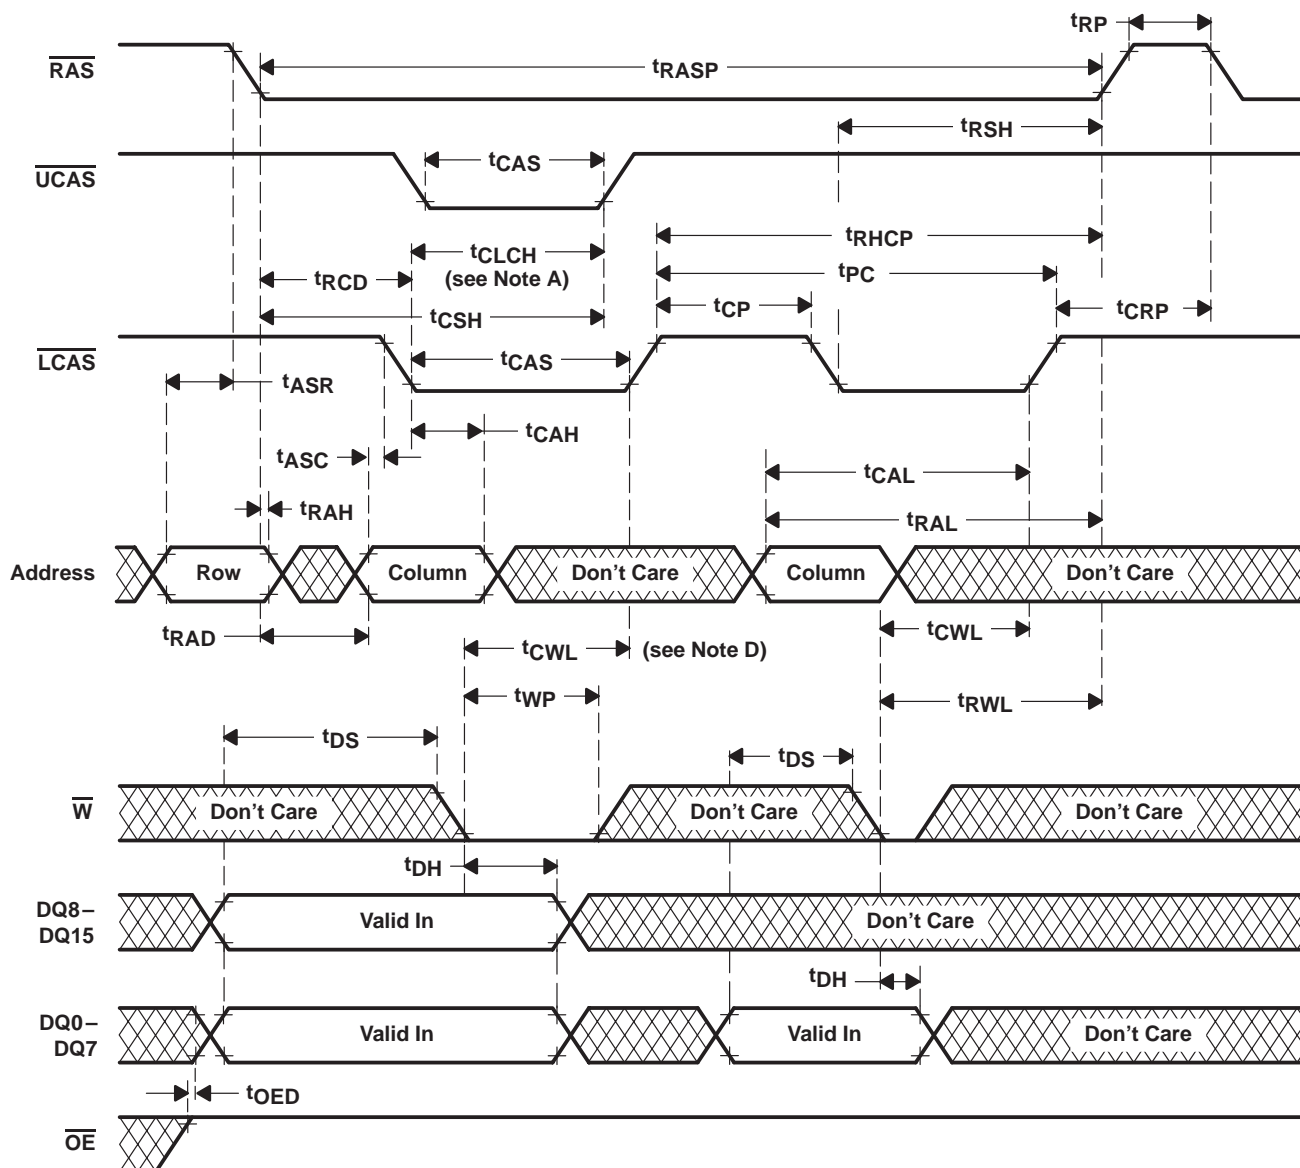 tRP
RAS
tRASP
tRSH
UCAS
tCAS
tRHCP
tCLCH
(see Note A)
tRCD
tPC
tCP
tCSH
tCRP
LCAS
tCAS
tASR
tCAH
tASC
tCAL
tRAH
tRAL
Address
Row
Column
Don't Care
Column
Don't Care
tRAD
tCWL
(see Note D)
tCWL
tWP
tRWL
tDS
tDS
W
Don't Care
Don't Care
Don't Care
tDH
DQ8–
DQ15
Valid In
Don't Care
tDH
DQ0–
DQ7
Valid In
Valid In
Don't Care
tOED
OE